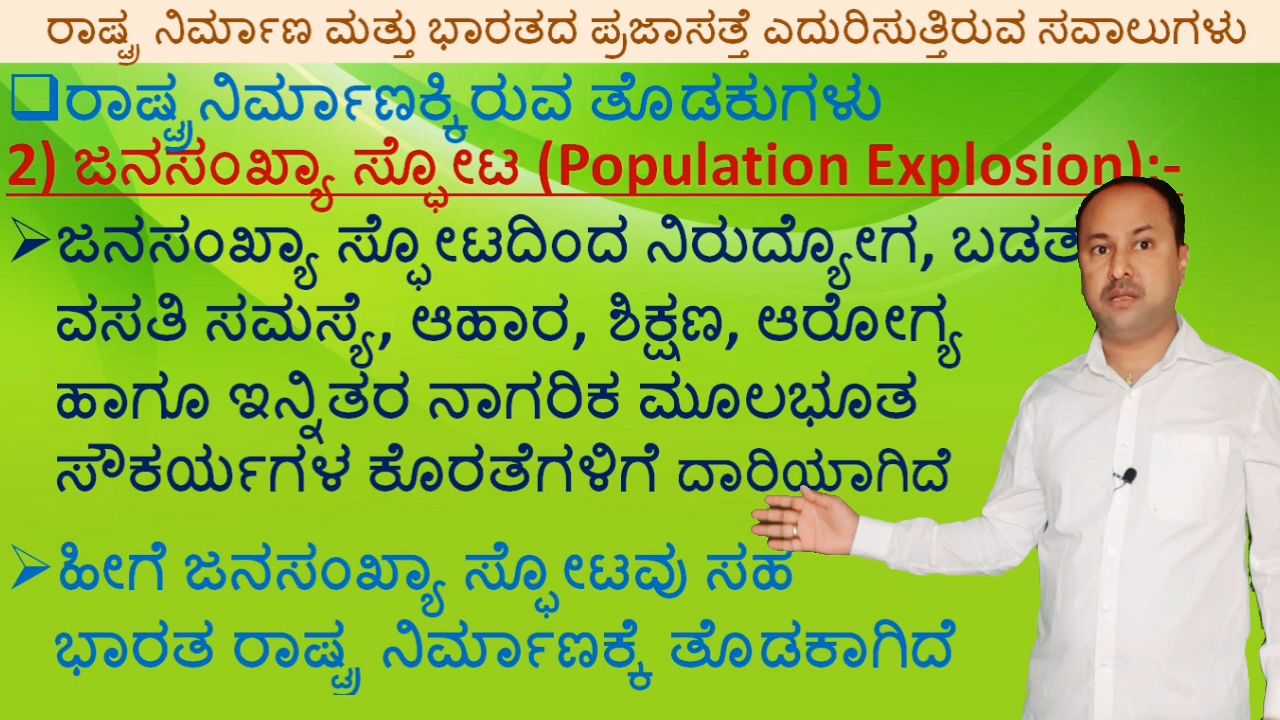 ರಾಷ್ಟ್ರ ನಿರ್ಮಾಣ ಮತ್ತು ಭಾರತದ ಪ್ರಜಾಸತ್ತೆ ಎದುರಿಸುತ್ತಿರುವ ಸವಾಲುಗಳು
❑ರಾಷ್ಟ್ರನಿರ್ಮಾಣಕ್ಕಿರುವ ತೊಡಕುಗಳು
2) ಜನಸಂಖ್ಯಾ ಸ್ಫೋಟ (Population Explosion):-
➢ಜನಸಂಖ್ಯಾ ಸ್ಫೋಟದಿಂದ ನಿರುದ್ಯೋಗ,
ವಸತಿ ಸಮಸ್ಯೆ, ಆಹಾರ, ಶಿಕ್ಷಣ, ಆರೋಗ್ಯ
ಹಾಗೂ ಇನ್ನಿತರ ನಾಗರಿಕ ಮೂಲಭೂತ
ಸೌಕರ್ಯಗಳ ಕೊರತೆಗಳಿಗೆ ದಾರಿಯಾಗಿದೆ
➢ಹೀಗೆ ಜನಸಂಖ್ಯಾ ಸ್ಫೋಟವು ಸಹ
ಭಾರತ ರಾಷ್ಟ್ರ ನಿರ್ಮಾಣಕ್ಕೆ ತೊಡಕಾಗಿದೆ